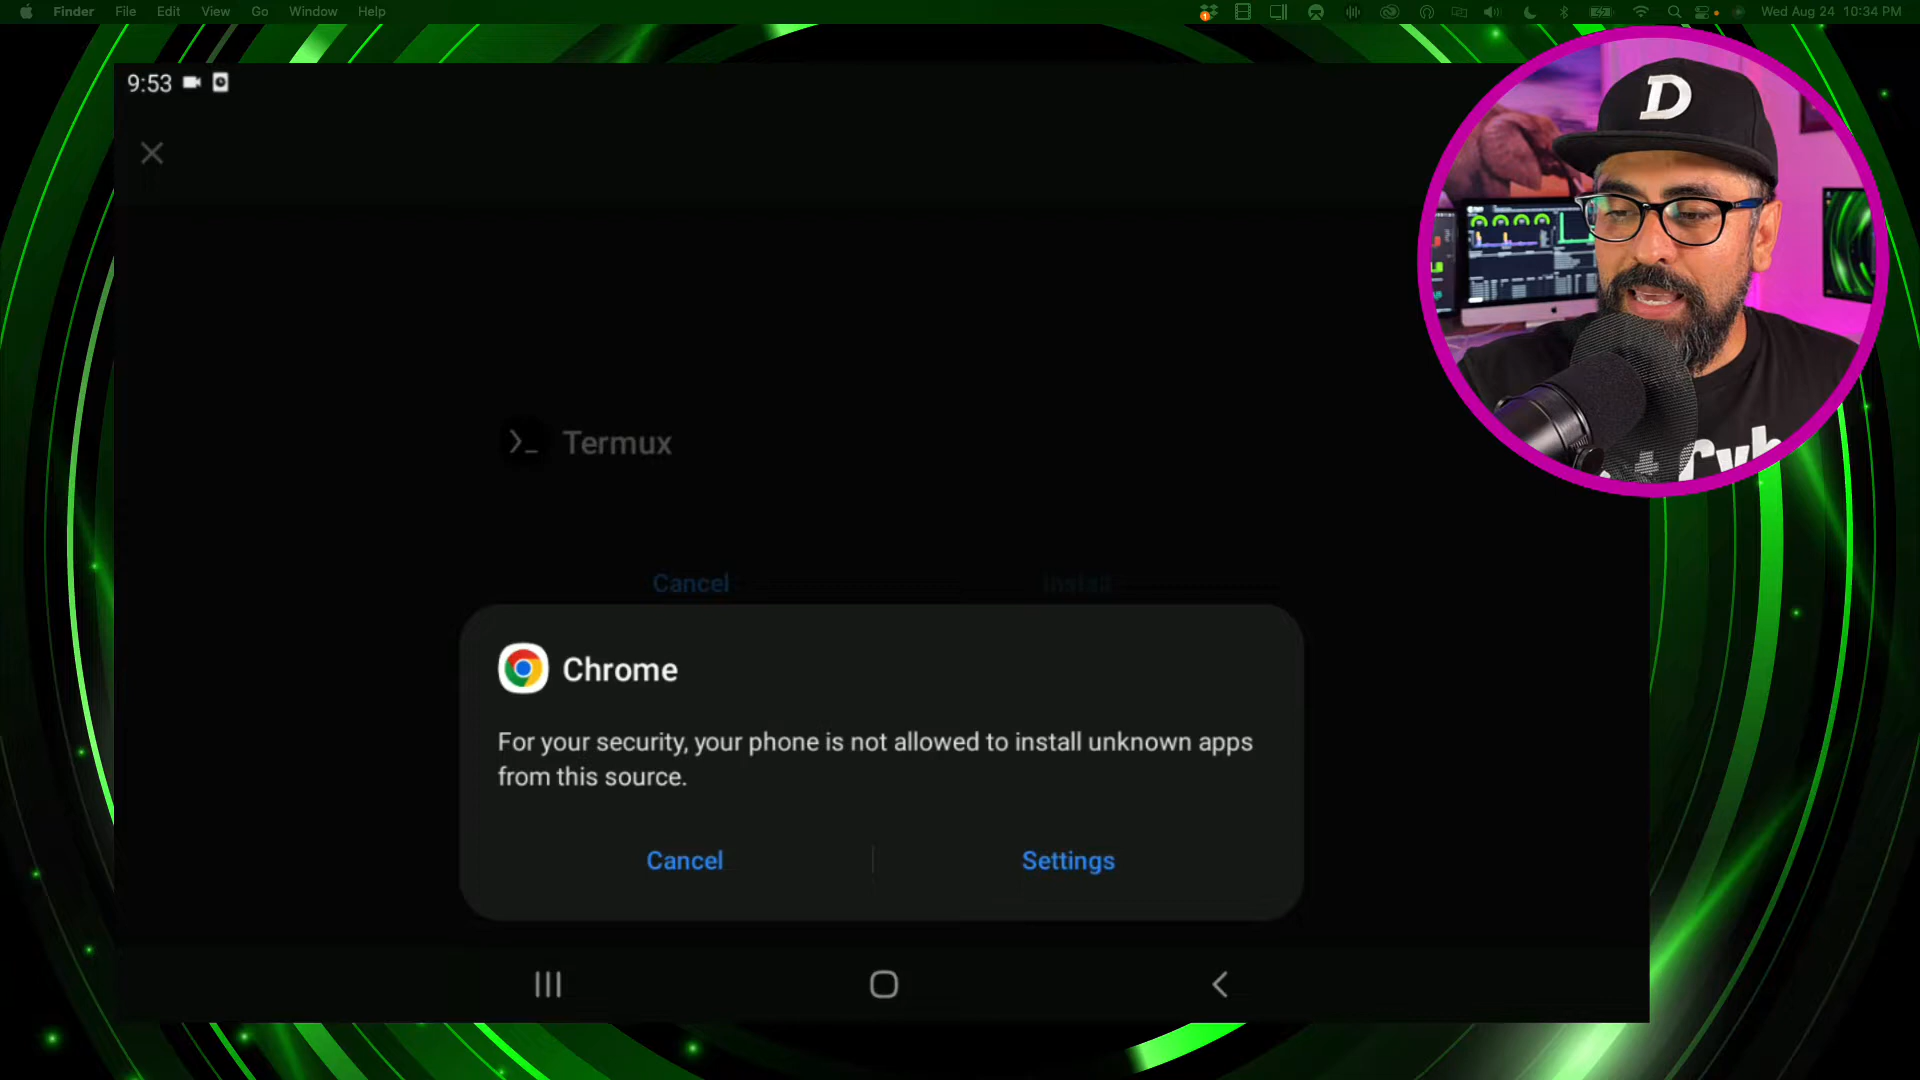 Finder File Edit View Go Window Help
Wed Aug 24 10:34 PM
9:53
D
>_ Termux
Cancel Install
Chrome
For your security, your phone is not allowed to install unknown apps
from this source.
Cancel Settings